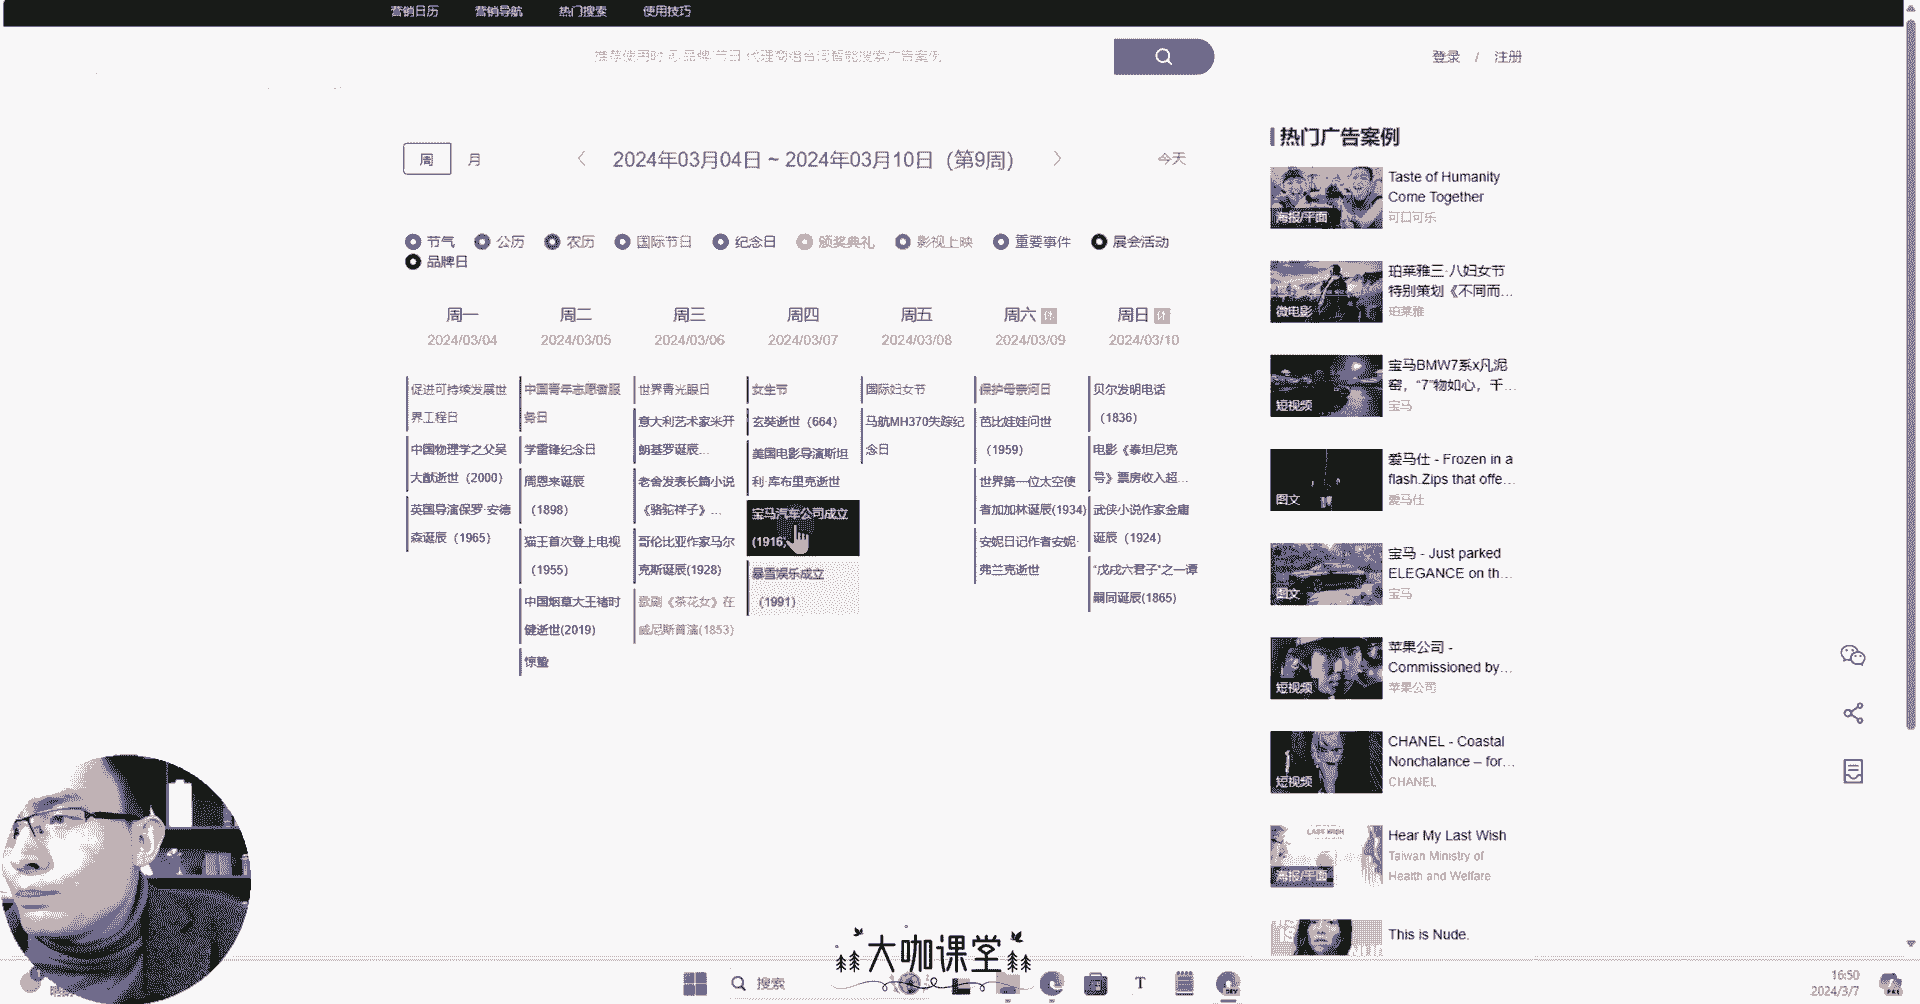 营销日历 营销导航 热门搜索 使用技巧
登录 / 注册
周 月 2024年03月04日 ~ 2024年03月10日 (第9周) 今天
节气 公历 农历 国际节日 纪念日 颁奖典礼 影视上映 重要事件 展会活动
品牌日
周一 周二 周三 周四 周五 周六 休 周日 休
2024/03/04 2024/03/05 2024/03/06 2024/03/07 2024/03/08 2024/03/09 2024/03/10
促进可持续发展世
界工程日
中国物理学之父吴
大猷逝世 (2000)
英国导演保罗·安德
森诞辰 (1965)
中国青年志愿者服
务日
学雷锋纪念日
周恩来诞辰
(1898)
猫王首次登上电视
(1955)
中国烟草大王褚时
健逝世(2019)
惊蛰
世界青光眼日
意大利艺术家米开
朗基罗诞辰...
老舍发表长篇小说
《骆驼祥子》...
哥伦比亚作家马尔
克斯诞辰(1928)
歌剧《茶花女》在
威尼斯首演(1853)
女生节
玄奘逝世 (664)
美国电影导演斯坦
利·库布里克逝世
宝马汽车公司成立
(1916)
暴雪娱乐成立
(1991)
国际妇女节
马航MH370失踪纪
念日
保护母亲河日
芭比娃娃问世
(1959)
世界第一位太空使
者加加林诞辰(1934)
安妮日记作者安妮·
弗兰克逝世
贝尔发明电话
(1836)
电影《泰坦尼克
号》票房收入超...
武侠小说作家金庸
诞辰 (1924)
“戊戌六君子”之一谭
嗣同诞辰(1865)
热门广告案例
海报/平面
Taste of Humanity
Come Together
可口可乐
微电影
珀莱雅三·八妇女节
特别策划《不同而...
珀莱雅
短视频
宝马BMW7系x凡泥
窑，“7”物如心，千...
宝马
图文
爱马仕 - Frozen in a
flash.Zips that offe...
爱马仕
图文
宝马 - Just parked
ELEGANCE on th...
宝马
短视频
苹果公司 -
Commissioned by...
苹果公司
短视频
CHANEL - Coastal
Nonchalance – for...
CHANEL
LAST WISH
海报/平面
Hear My Last Wish
Taiwan Ministry of
Health and Welfare
This is Nude.
大咖课堂
搜索
16:50
2024/3/7